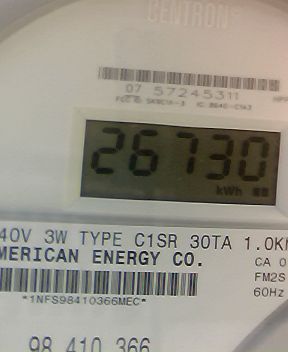 CENTRON
07 57245311
26730
kWh
40V 3W TYPE C1SR 30TA 1.0K
MERICAN ENERGY CO.
CA 0
FM2S
60Hz
*1NFS98410366MEC*
98 410 366